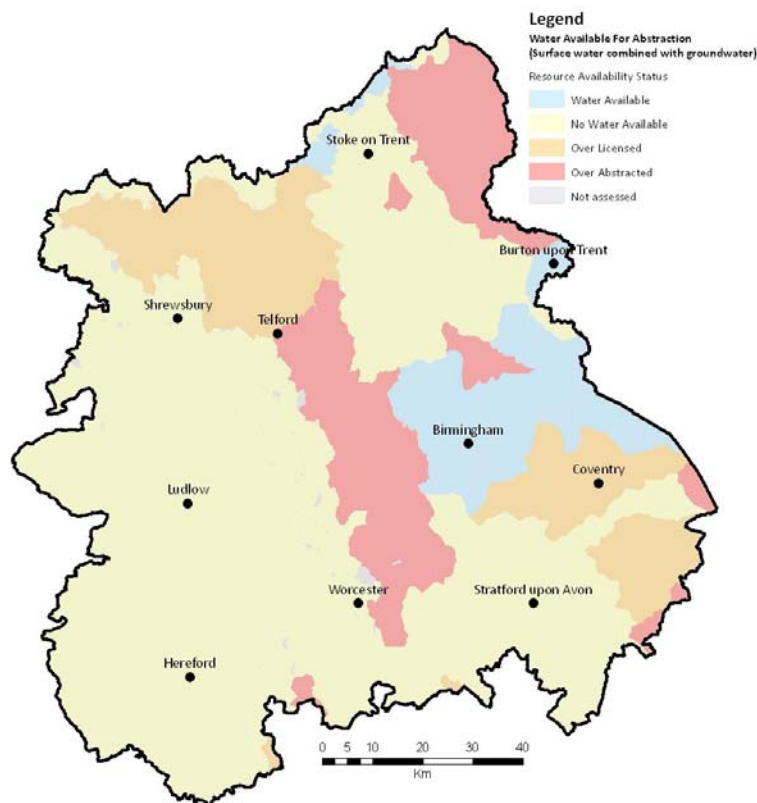 Legend
Water Available For Abstraction
(Surface water combined with groundwater)
Resource Availability Status
Water Available
No Water Available
Over Licensed
Over Abstracted
Not assessed
Stoke on Trent
Burton upon Trent
Shrewsbury
Telford
Birmingham
Coventry
Ludlow
Worcester
Stratford upon Avon
Hereford
0 5 10 20 30 40
Km